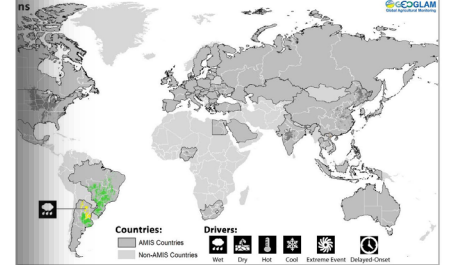 ns
GEOGLAM
Global Agricultural Monitoring
Countries:
AMIS Countries
Non-AMIS Countries
Drivers:
Wet
Dry
Hot
Cool
Extreme Event
Delayed-Onset